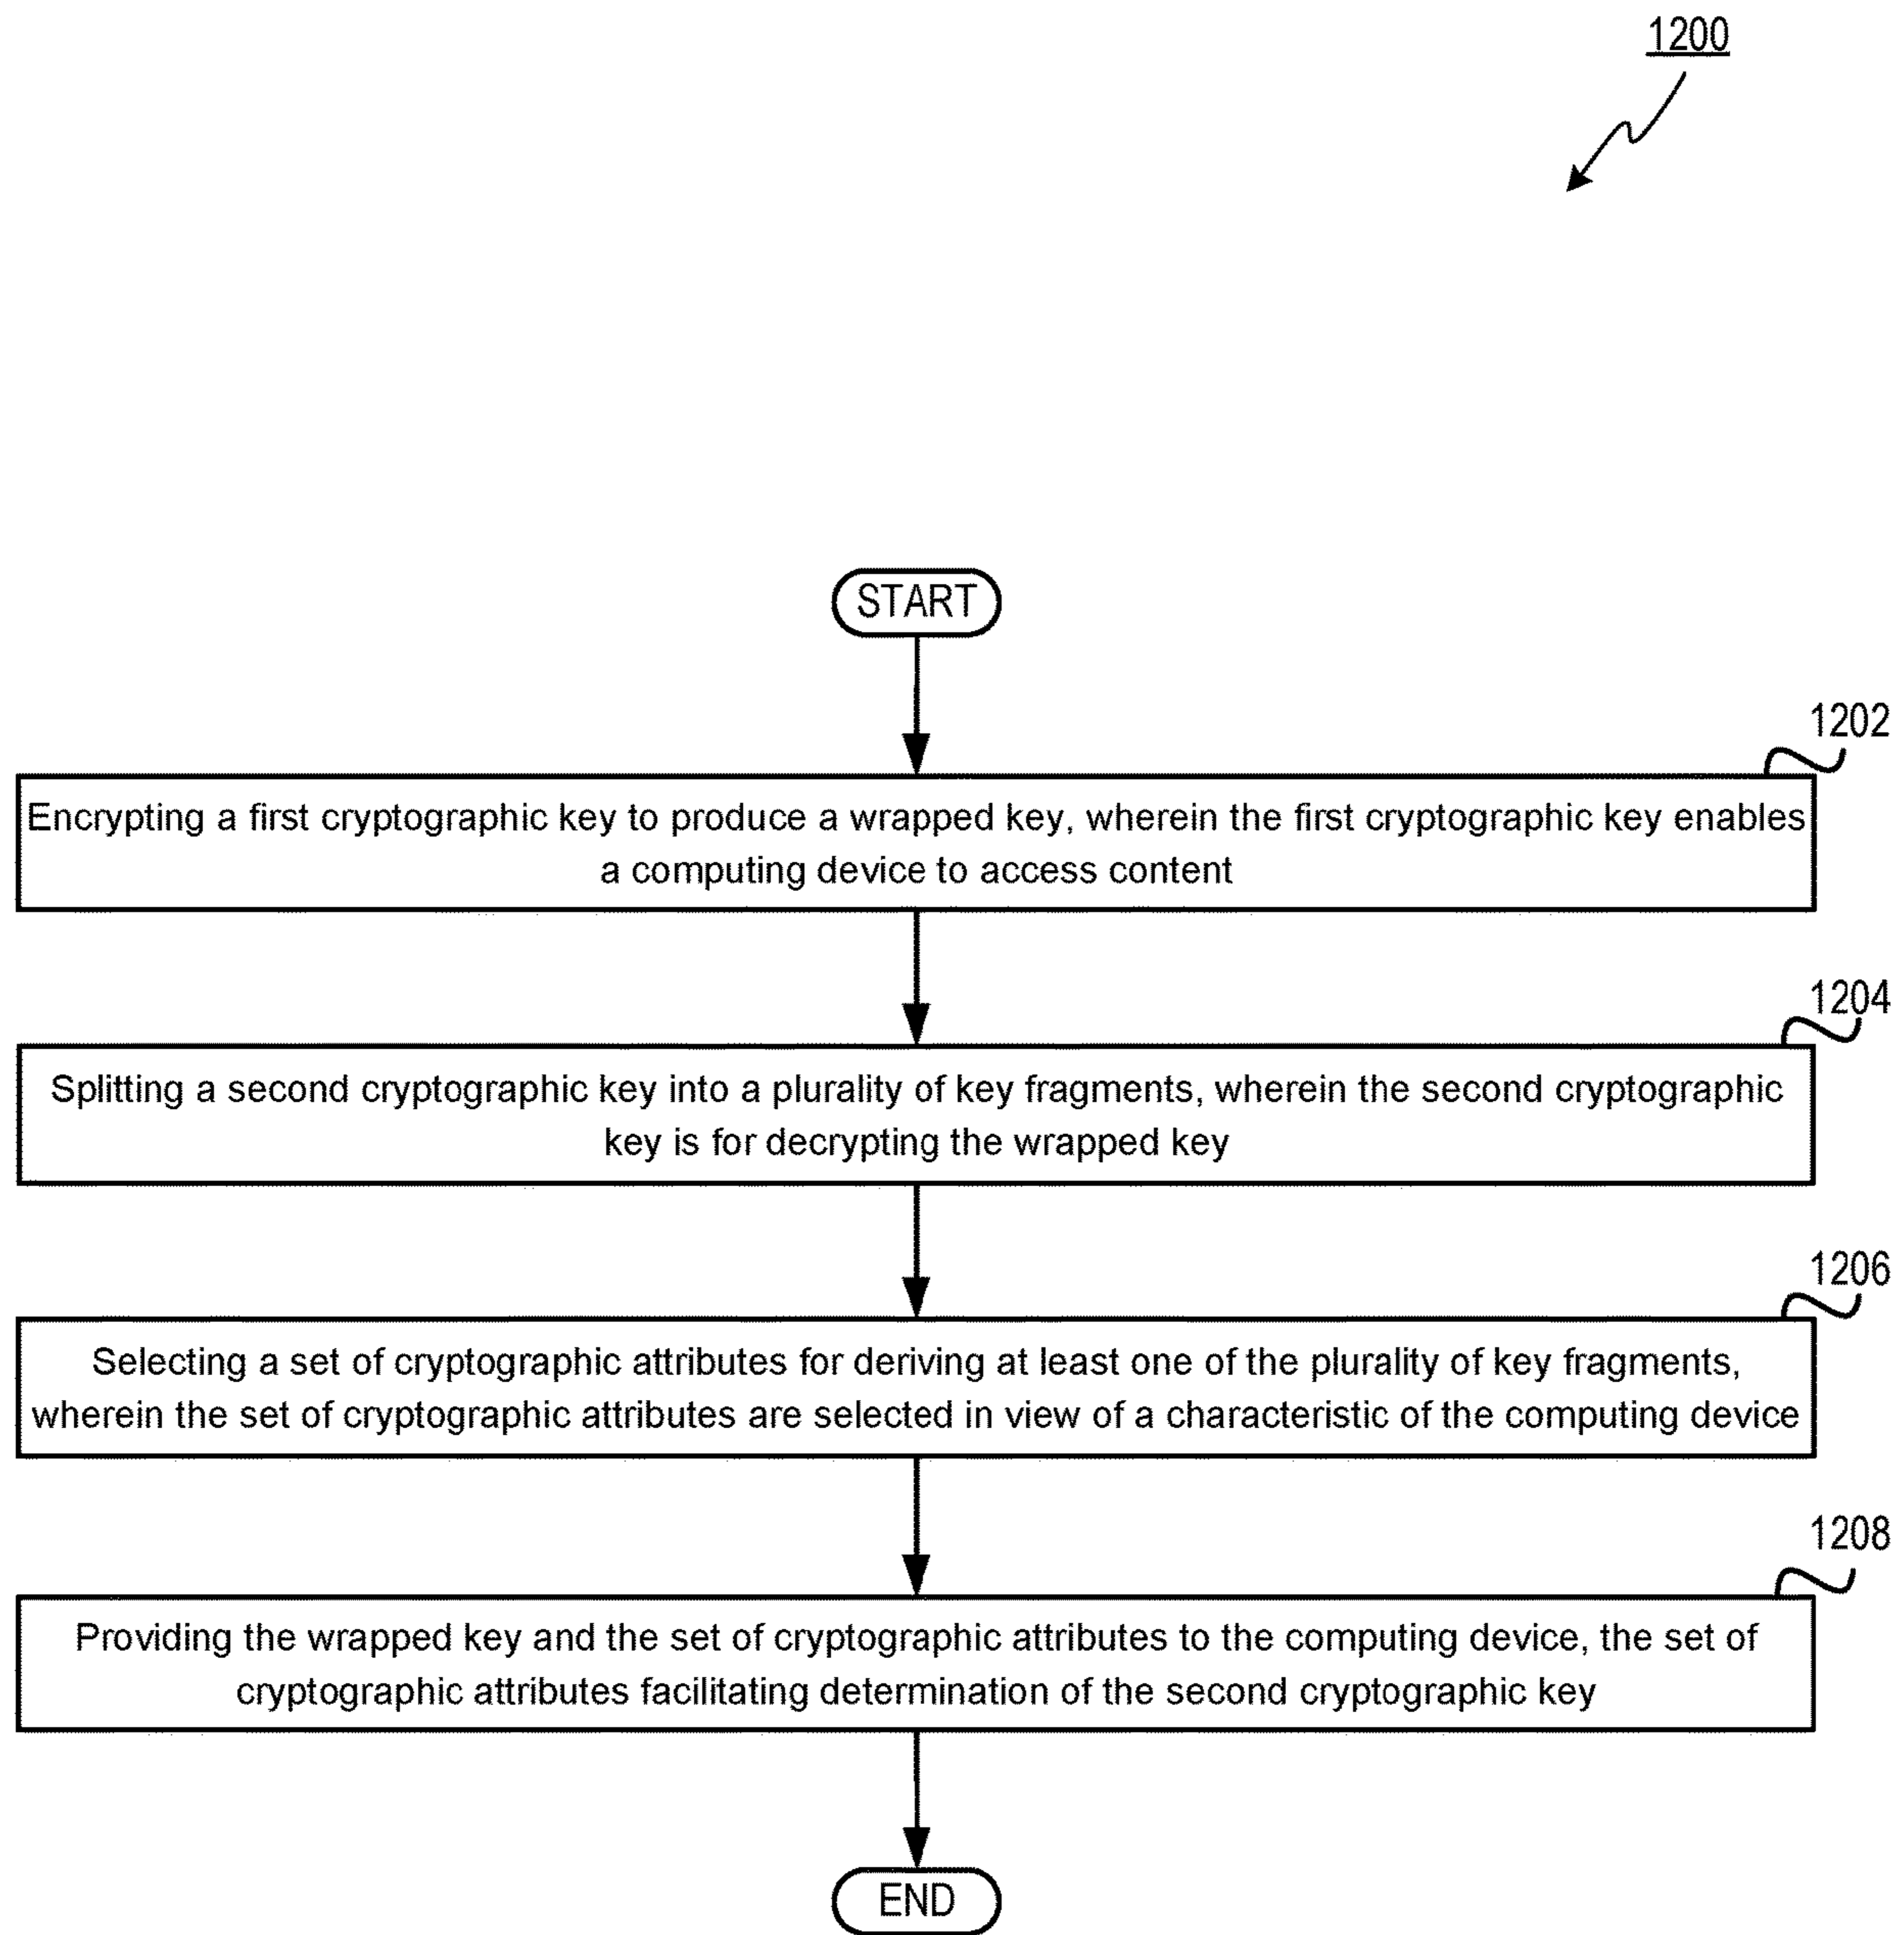 1200
START
1202
Encrypting a first cryptographic key to produce a wrapped key, wherein the first cryptographic key enables
a computing device to access content
1204
Splitting a second cryptographic key into a plurality of key fragments, wherein the second cryptographic
key is for decrypting the wrapped key
1206
Selecting a set of cryptographic attributes for deriving at least one of the plurality of key fragments,
wherein the set of cryptographic attributes are selected in view of a characteristic of the computing device
1208
Providing the wrapped key and the set of cryptographic attributes to the computing device, the set of
cryptographic attributes facilitating determination of the second cryptographic key
END